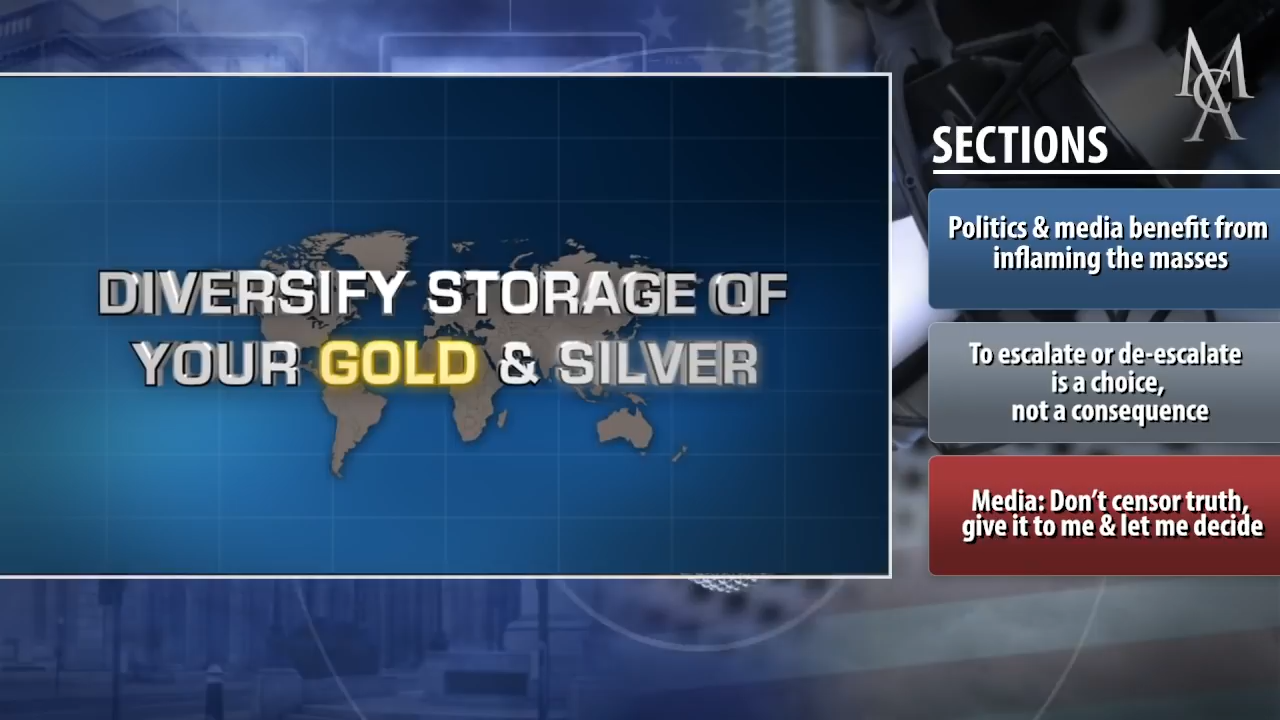 DIVERSIFY STORAGE OF
YOUR GOLD & SILVER
MCA
SECTIONS
Politics & media benefit from
inflaming the masses
To escalate or de-escalate
is a choice,
not a consequence
Media: Don't censor truth,
give it to me & let me decide